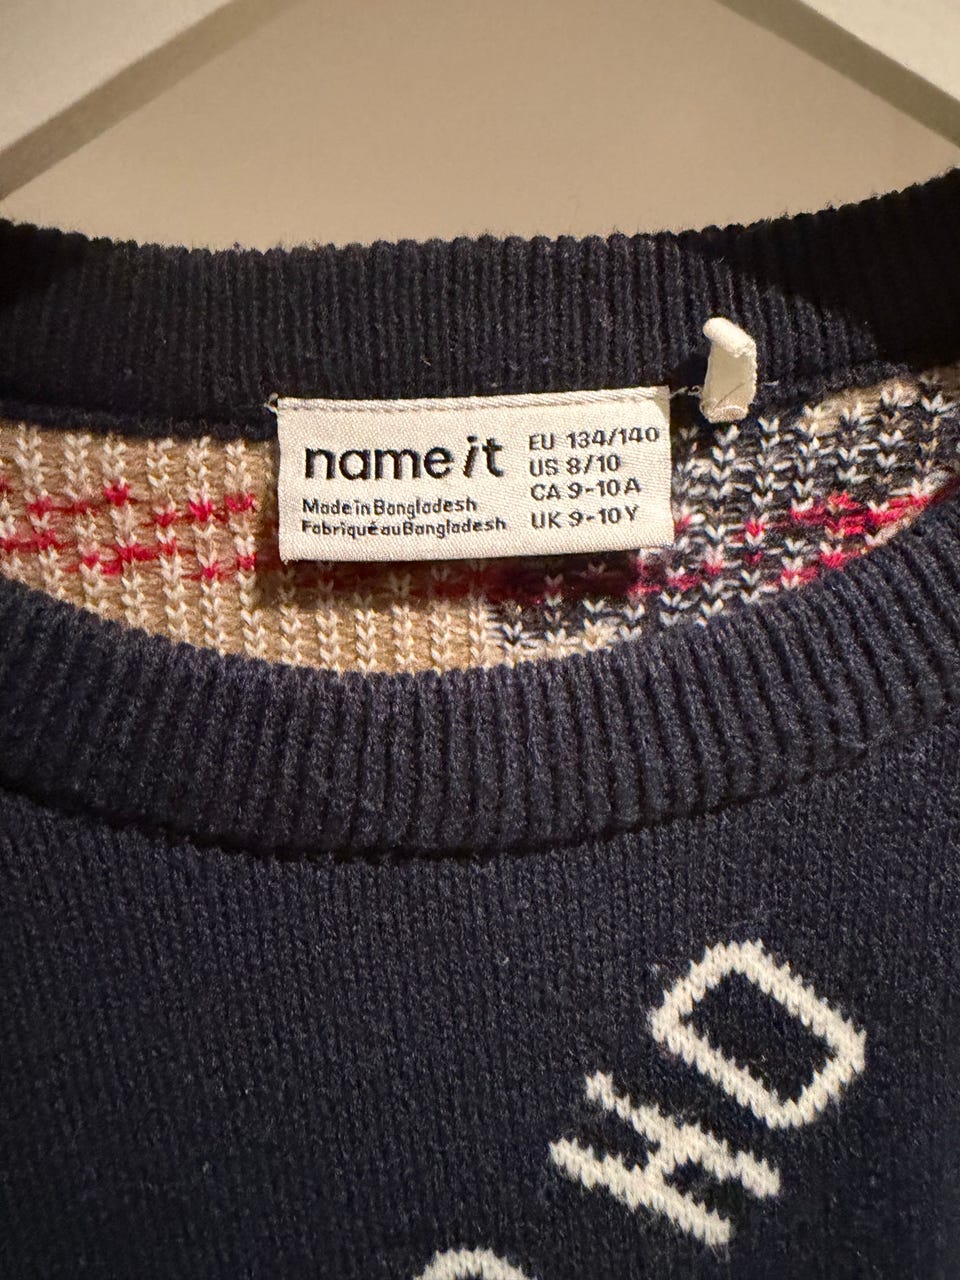 name it
Made in Bangladesh
Fabriqué au Bangladesh
EU 134/140
US 8/10
CA 9-10 A
UK 9-10 Y
HO